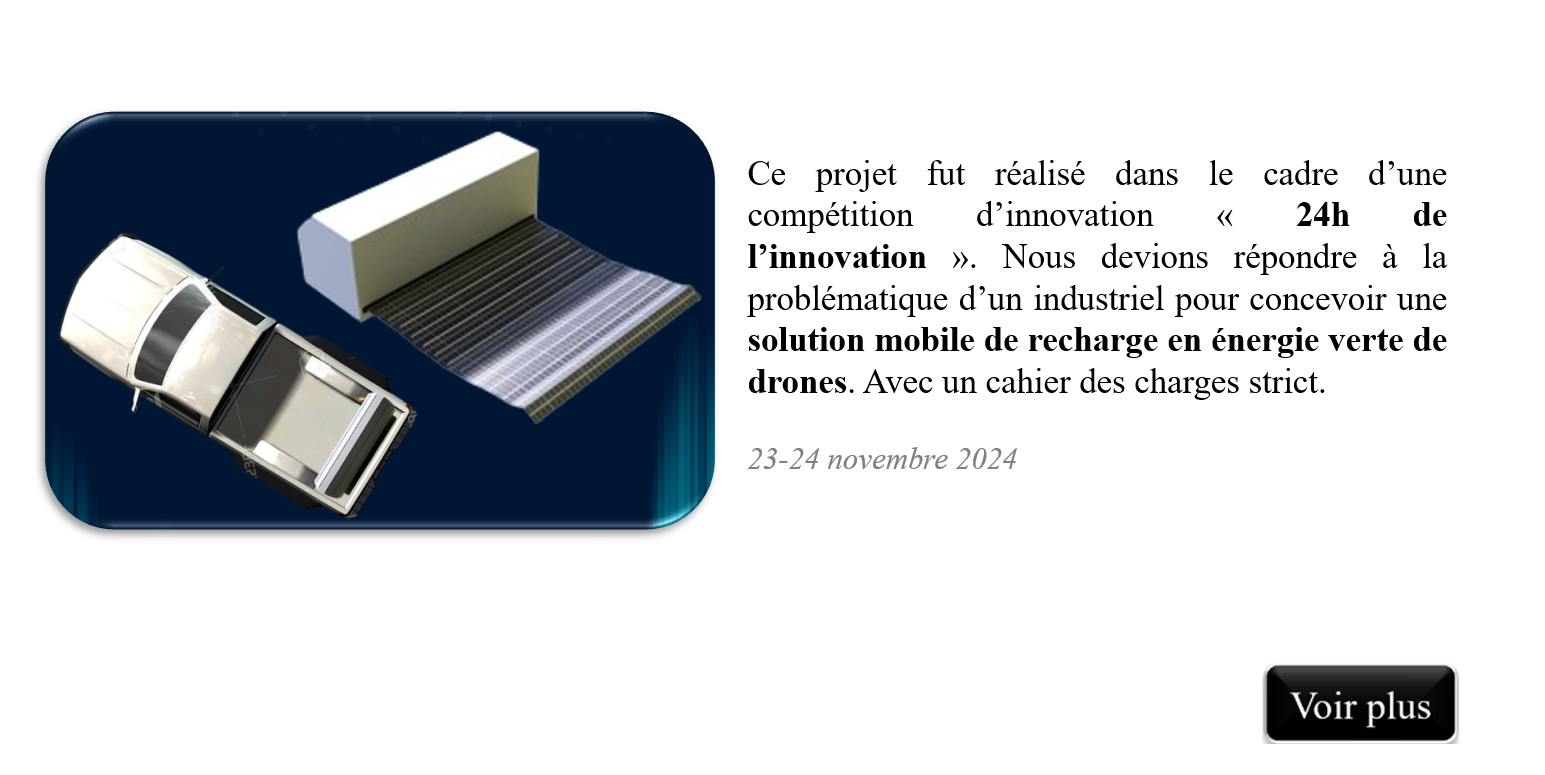 Ce projet fut réalisé dans le cadre d’une
compétition d’innovation « 24h de
l’innovation ». Nous devions répondre à la
problématique d’un industriel pour concevoir une
solution mobile de recharge en énergie verte de
drones. Avec un cahier des charges strict.
23-24 novembre 2024
Voir plus